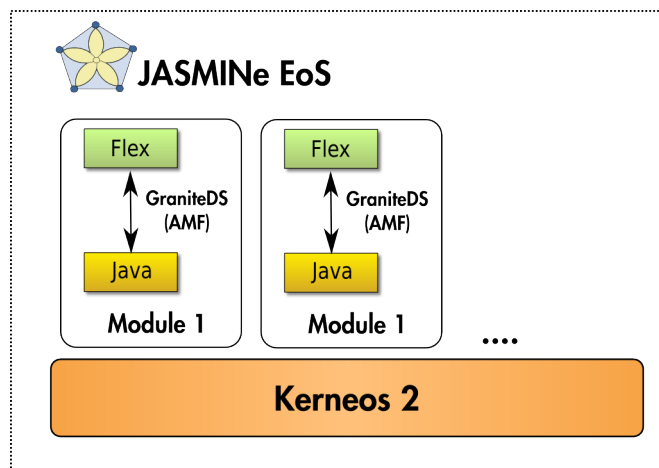 JASMINe EoS
Flex
GraniteDS
(AMF)
Java
Module 1
Flex
GraniteDS
(AMF)
Java
Module 1
....
Kerneos 2